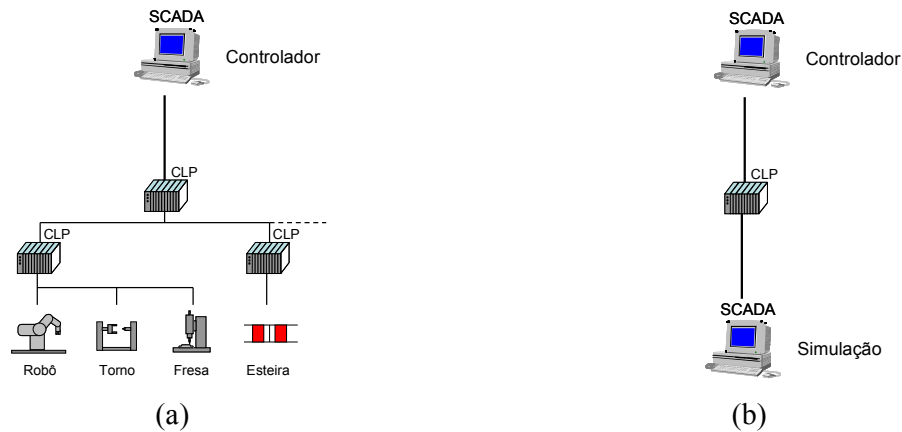 SCADA
Controlador
CLP
CLP
CLP
Robô
Torno
Fresa
Esteira
(a)
SCADA
Controlador
CLP
SCADA
Simulação
(b)